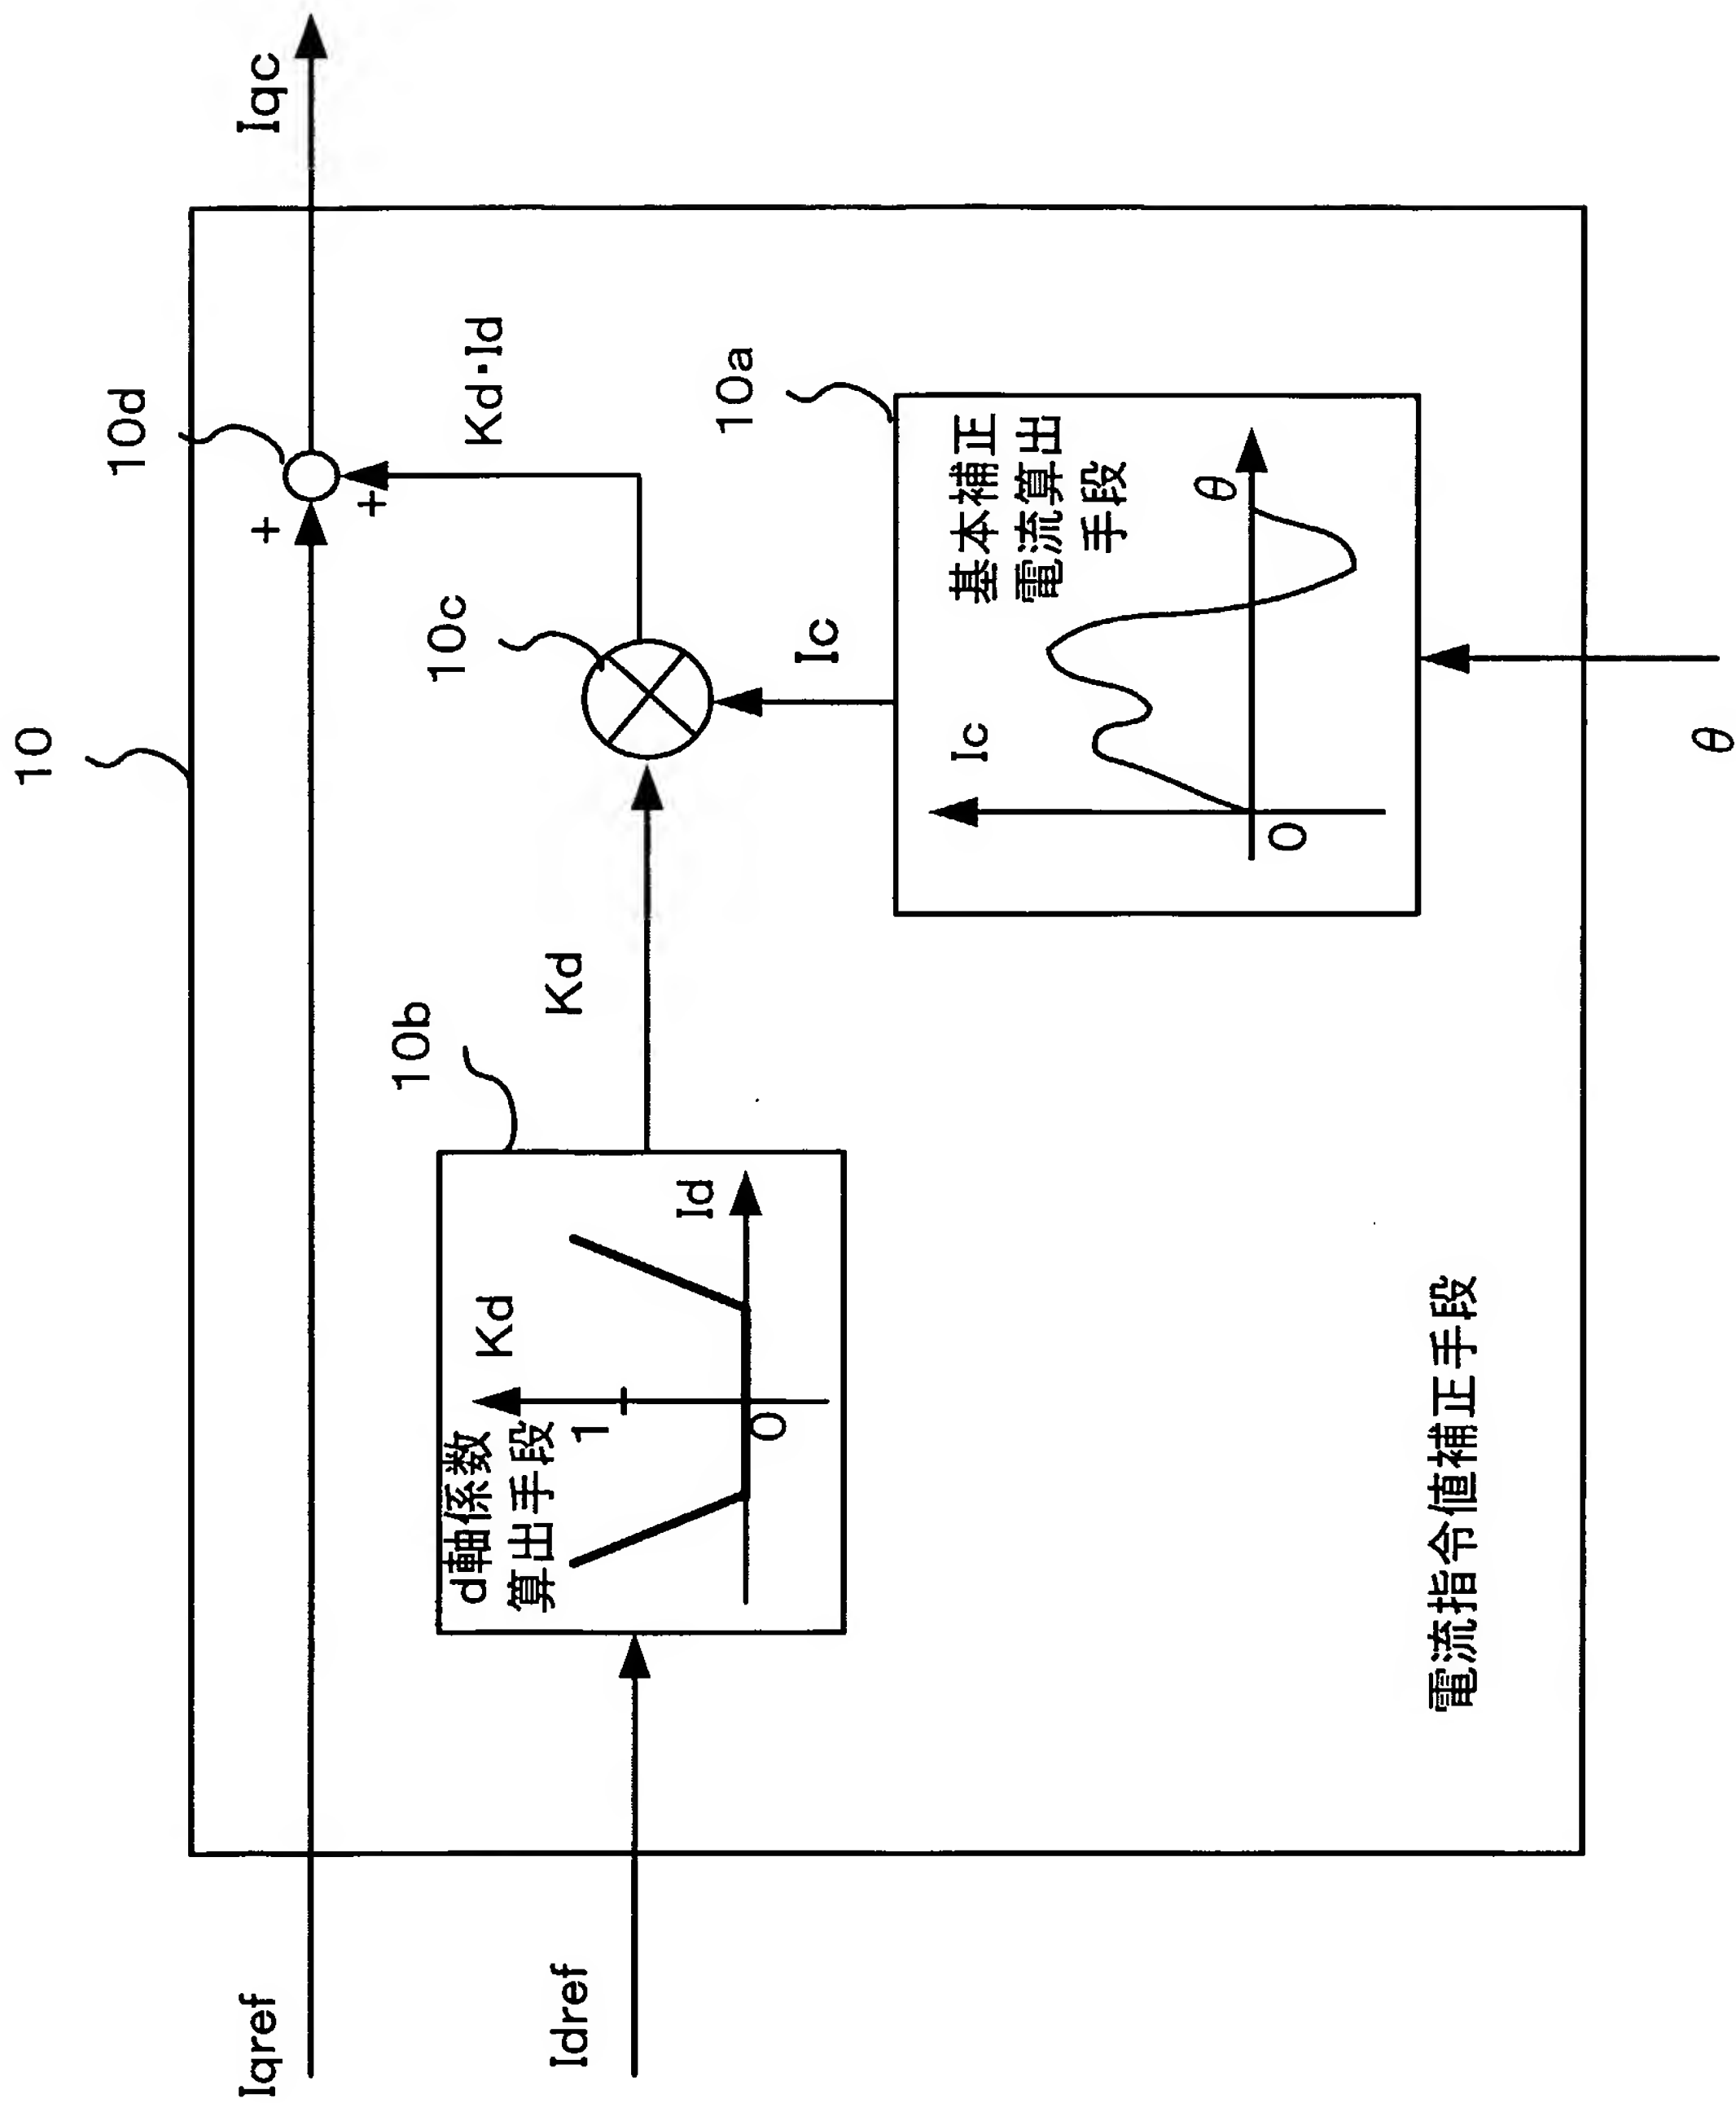 10
Iqref
+
+
10d
Iqc
Idref
10b
d軸係数
算出手段
Kd
1
0
Id
Kd
10c
Kd・Id
Ic
10a
基本補正
電流算出
手段
Ic
θ
0
電流指令値補正手段
θ